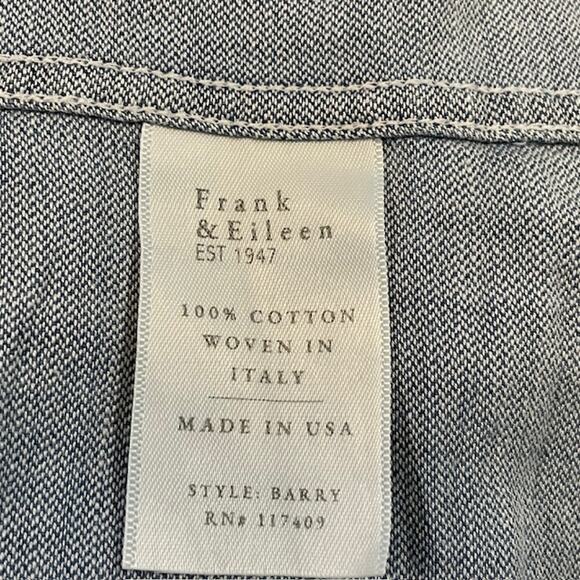 Frank
& Eileen
EST 1947
100% COTTON
WOVEN IN
ITALY
MADE IN USA
STYLE: BARRY
RN# 117409